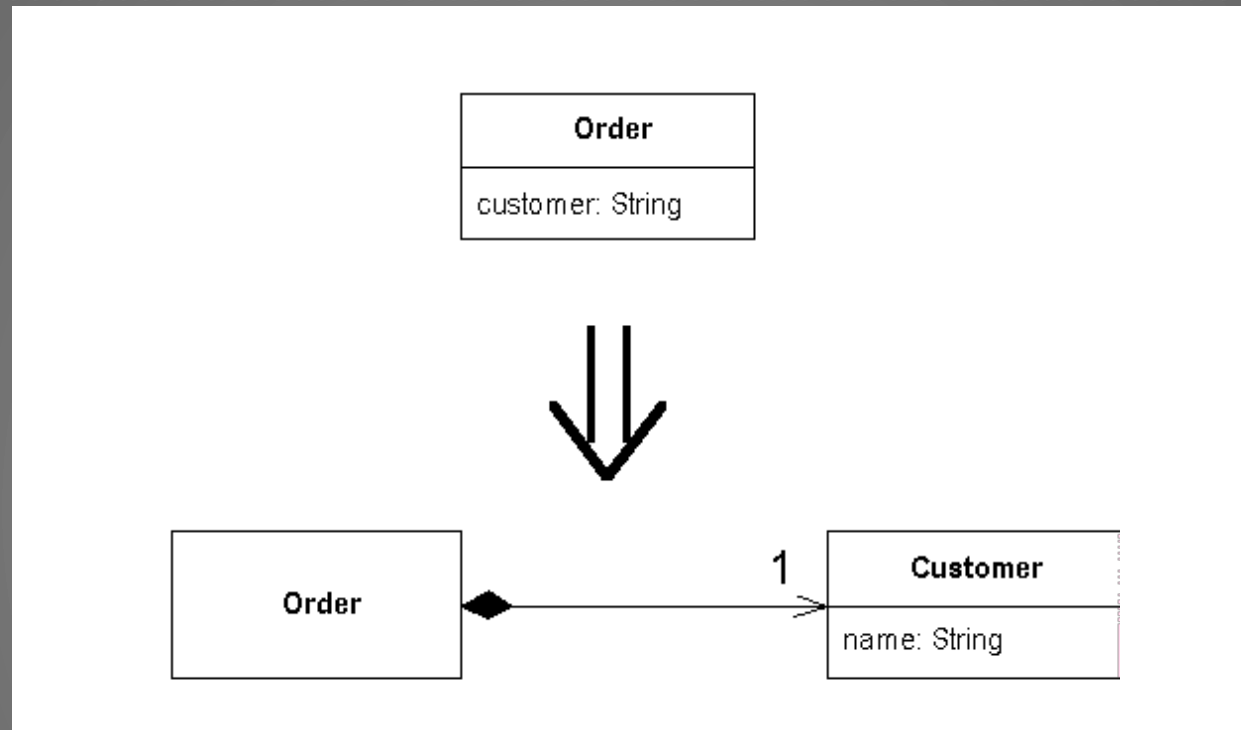 Order
customer: String
1
Customer
Order
name: String